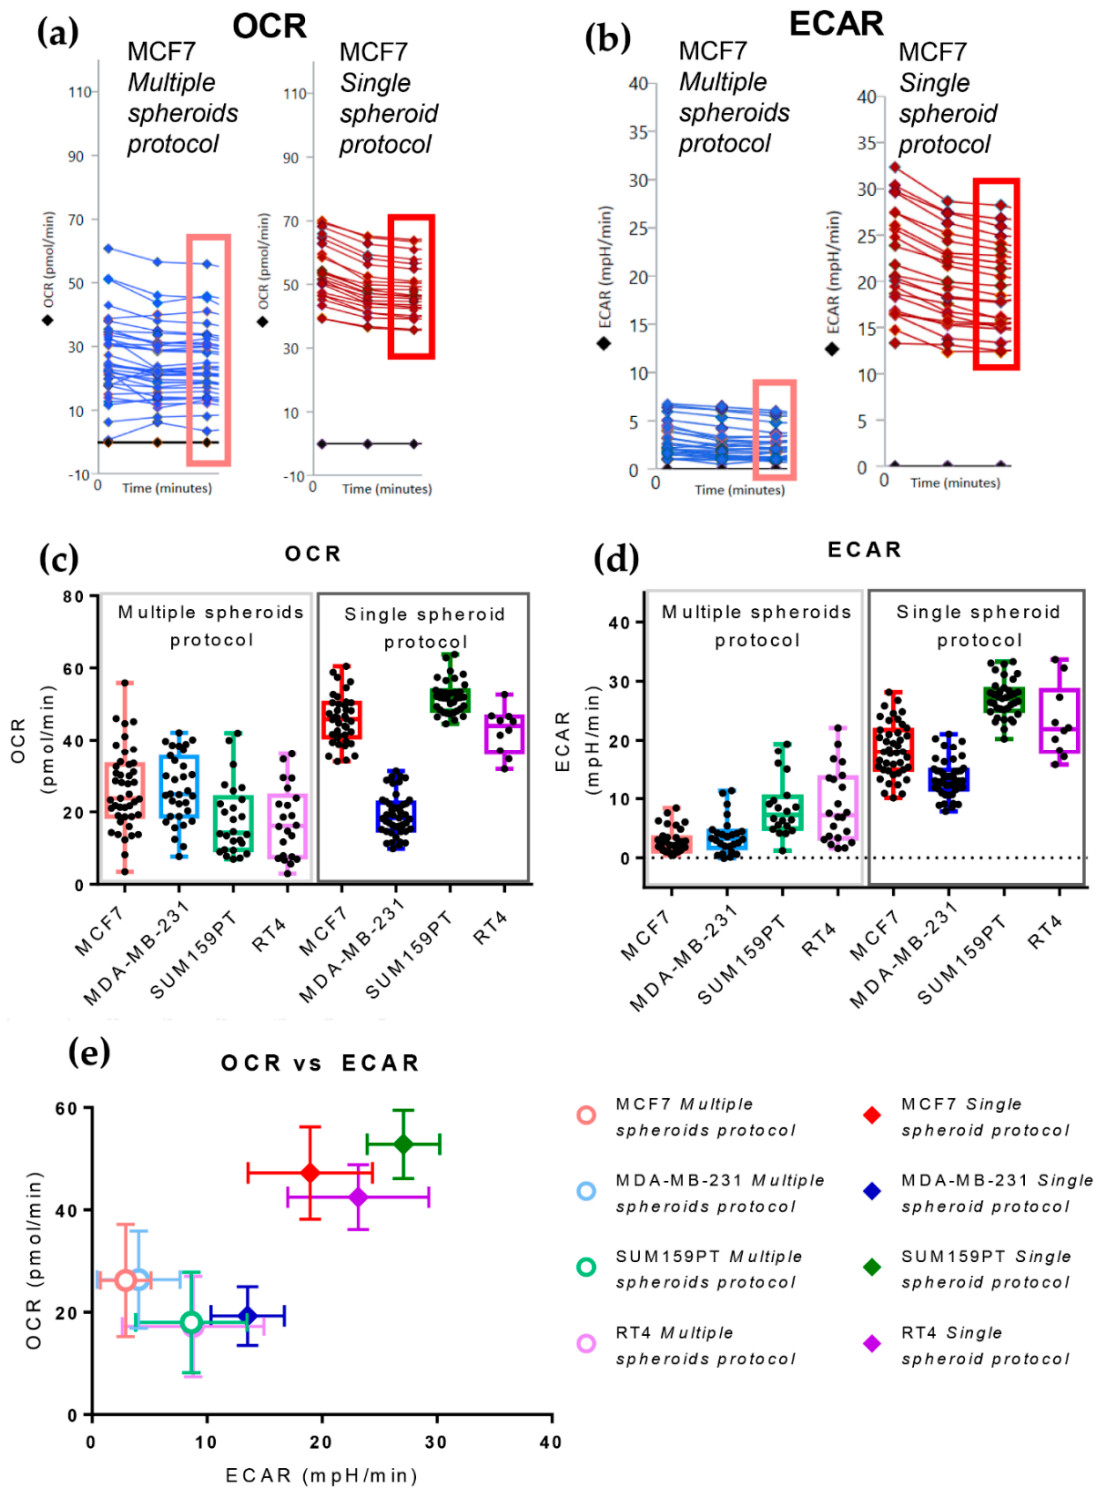 (a)
OCR
MCF7
Multiple
spheroids
protocol
110
90
70
50
30
10
-10
OCR (pmol/min)
0
Time (minutes)
MCF7
Single
spheroid
protocol
110
90
70
50
30
10
-10
OCR (pmol/min)
0
Time (minutes)
(b)
ECAR
MCF7
Multiple
spheroids
protocol
40
35
30
25
20
15
10
5
0
ECAR (mpH/min)
0
Time (minutes)
MCF7
Single
spheroid
protocol
40
35
30
25
20
15
10
5
0
ECAR (mpH/min)
0
Time (minutes)
(c)
OCR
Multiple spheroids
protocol
Single spheroid
protocol
80
60
40
20
0
OCR
(pmol/min)
MCF7
MDA-MB-231
SUM159PT
RT4
MCF7
MDA-MB-231
SUM159PT
RT4
(d)
ECAR
Multiple spheroids
protocol
Single spheroid
protocol
40
30
20
10
0
ECAR
(mpH/min)
MCF7
MDA-MB-231
SUM159PT
RT4
MCF7
MDA-MB-231
SUM159PT
RT4
(e)
OCR vs ECAR
60
40
20
0
OCR (pmol/min)
0
10
20
30
40
ECAR (mpH/min)
MCF7 Multiple
spheroids protocol
MCF7 Single
spheroid protocol
MDA-MB-231 Multiple
spheroids protocol
MDA-MB-231 Single
spheroid protocol
SUM159PT Multiple
spheroids protocol
SUM159PT Single
spheroid protocol
RT4 Multiple
spheroids protocol
RT4 Single
spheroid protocol